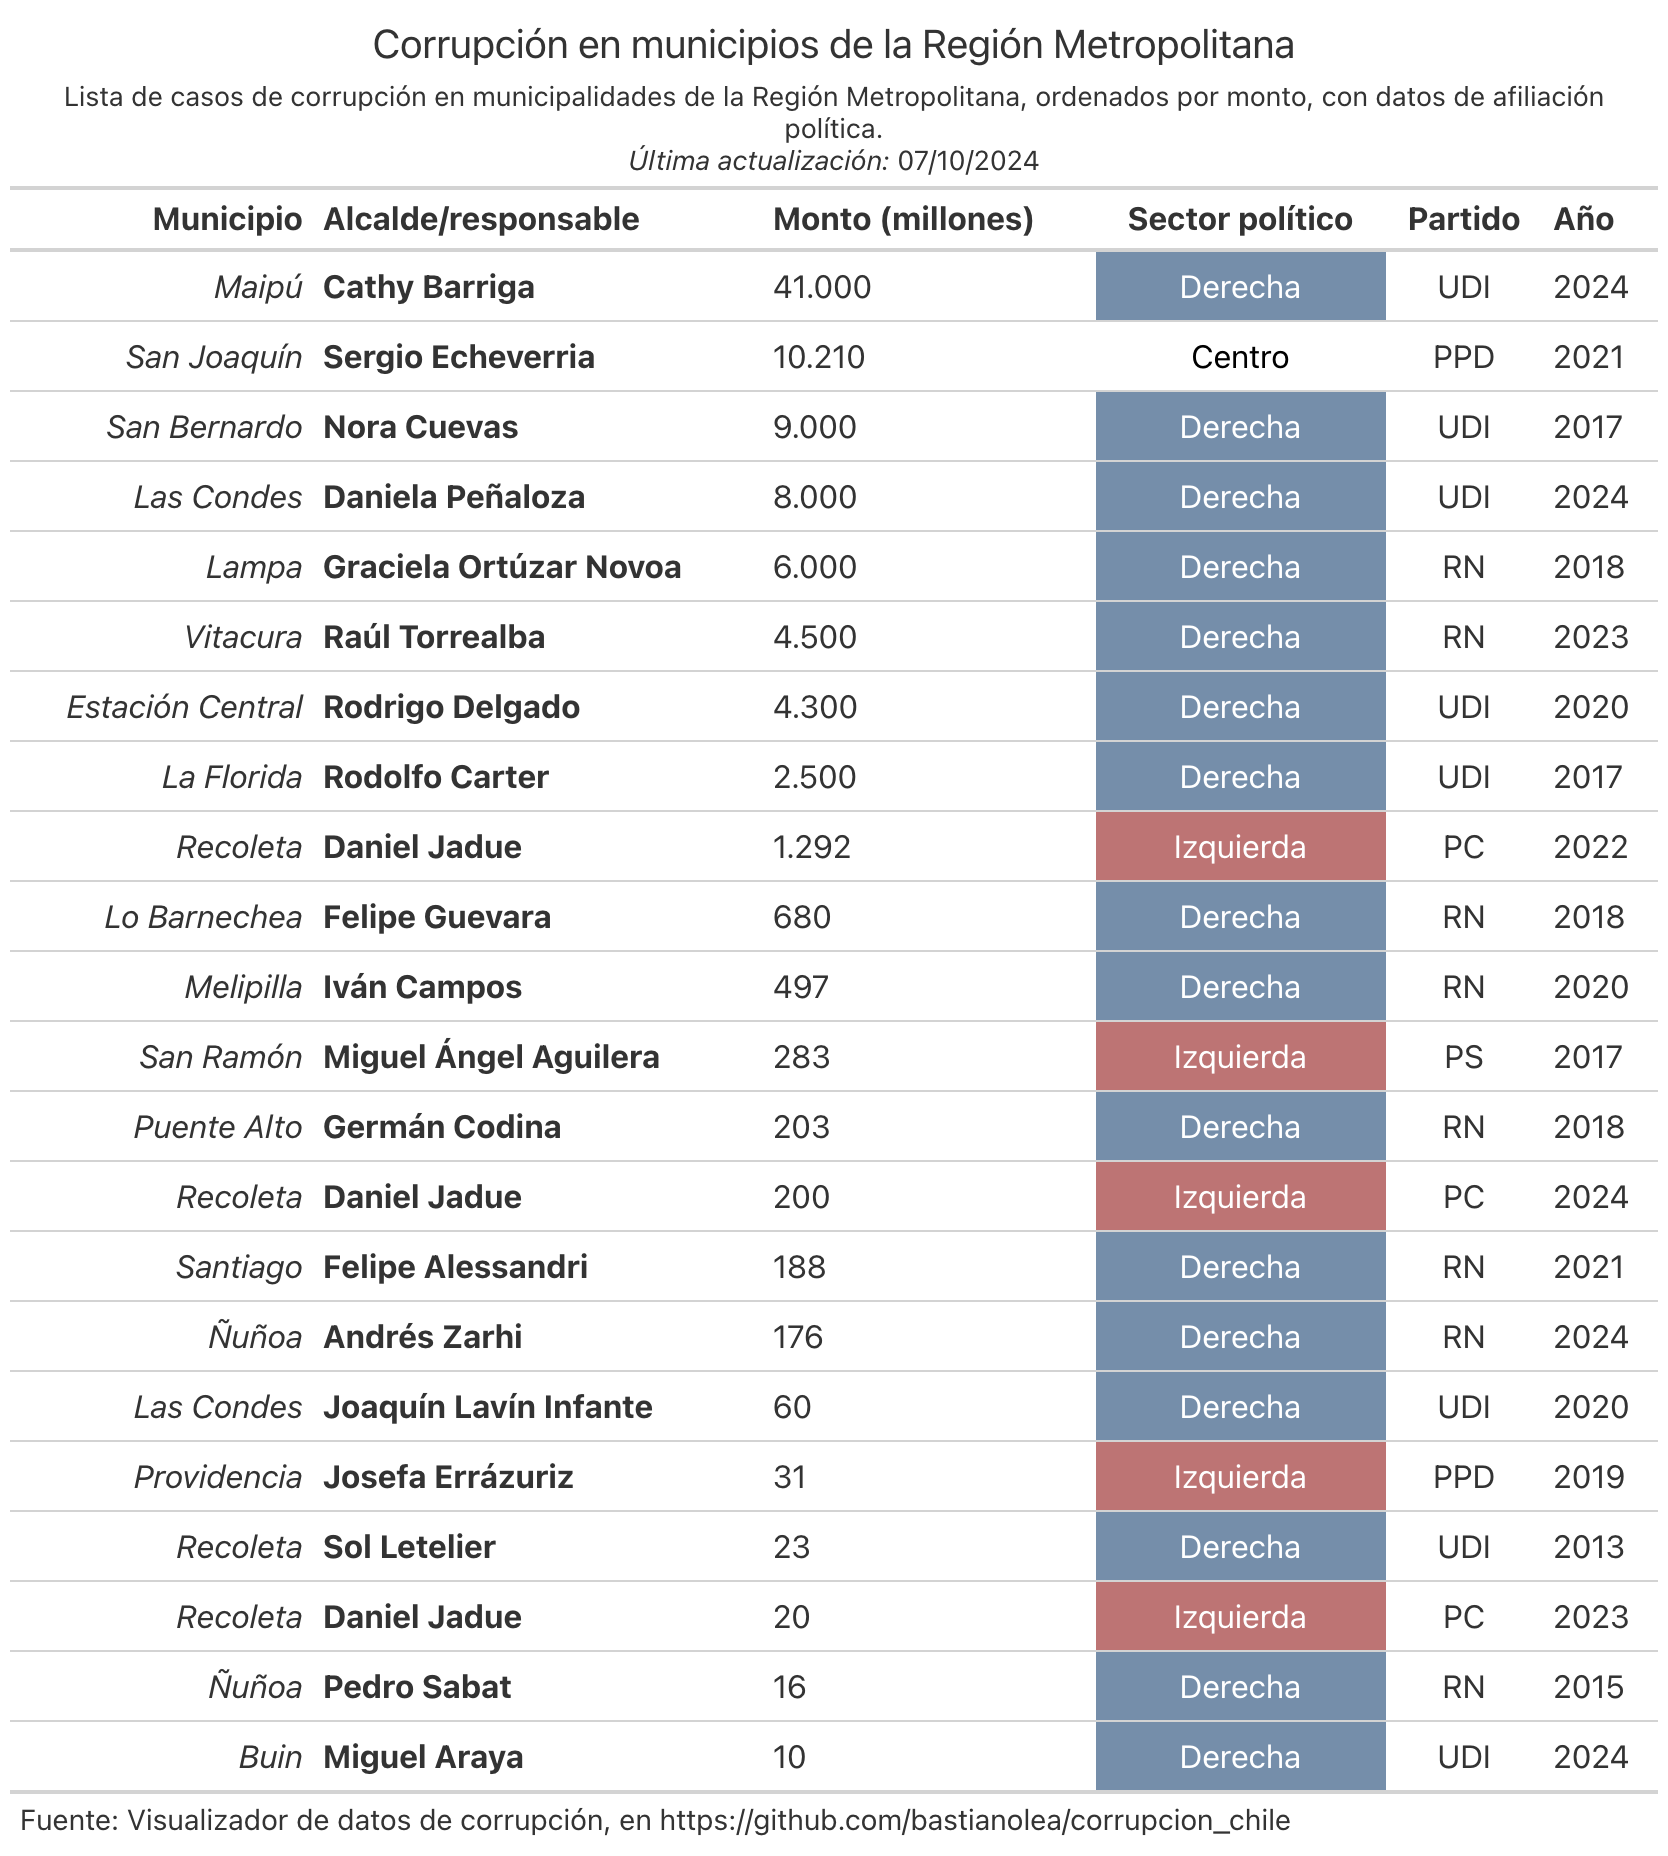 Corrupción en municipios de la Región Metropolitana
Lista de casos de corrupción en municipalidades de la Región Metropolitana, ordenados por monto, con datos de afiliación
política.
Última actualización: 07/10/2024
Municipio Alcalde/responsable Monto (millones) Sector político Partido Año
Maipú Cathy Barriga 41.000 Derecha UDI 2024
San Joaquín Sergio Echeverria 10.210 Centro PPD 2021
San Bernardo Nora Cuevas 9.000 Derecha UDI 2017
Las Condes Daniela Peñaloza 8.000 Derecha UDI 2024
Lampa Graciela Ortúzar Novoa 6.000 Derecha RN 2018
Vitacura Raúl Torrealba 4.500 Derecha RN 2023
Estación Central Rodrigo Delgado 4.300 Derecha UDI 2020
La Florida Rodolfo Carter 2.500 Derecha UDI 2017
Recoleta Daniel Jadue 1.292 Izquierda PC 2022
Lo Barnechea Felipe Guevara 680 Derecha RN 2018
Melipilla Iván Campos 497 Derecha RN 2020
San Ramón Miguel Ángel Aguilera 283 Izquierda PS 2017
Puente Alto Germán Codina 203 Derecha RN 2018
Recoleta Daniel Jadue 200 Izquierda PC 2024
Santiago Felipe Alessandri 188 Derecha RN 2021
Ñuñoa Andrés Zarhi 176 Derecha RN 2024
Las Condes Joaquín Lavín Infante 60 Derecha UDI 2020
Providencia Josefa Errázuriz 31 Izquierda PPD 2019
Recoleta Sol Letelier 23 Derecha UDI 2013
Recoleta Daniel Jadue 20 Izquierda PC 2023
Ñuñoa Pedro Sabat 16 Derecha RN 2015
Buin Miguel Araya 10 Derecha UDI 2024
Fuente: Visualizador de datos de corrupción, en https://github.com/bastianolea/corrupcion_chile